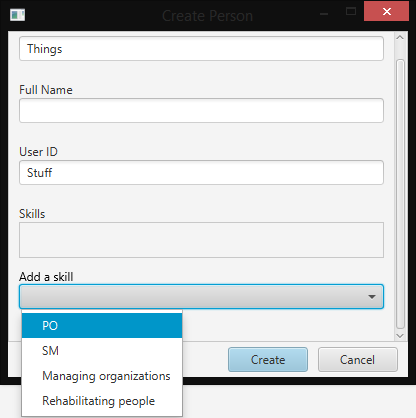 Create Person
Things
Full Name
User ID
Stuff
Skills
Add a skill
PO
SM
Managing organizations
Rehabilitating people
Create
Cancel